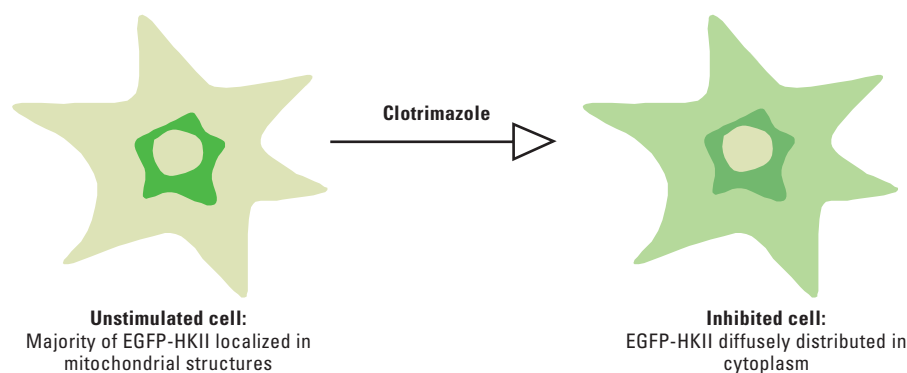 Clotrimazole
Unstimulated cell:
Majority of EGFP-HKII localized in
mitochondrial structures
Inhibited cell:
EGFP-HKII diffusely distributed in
cytoplasm